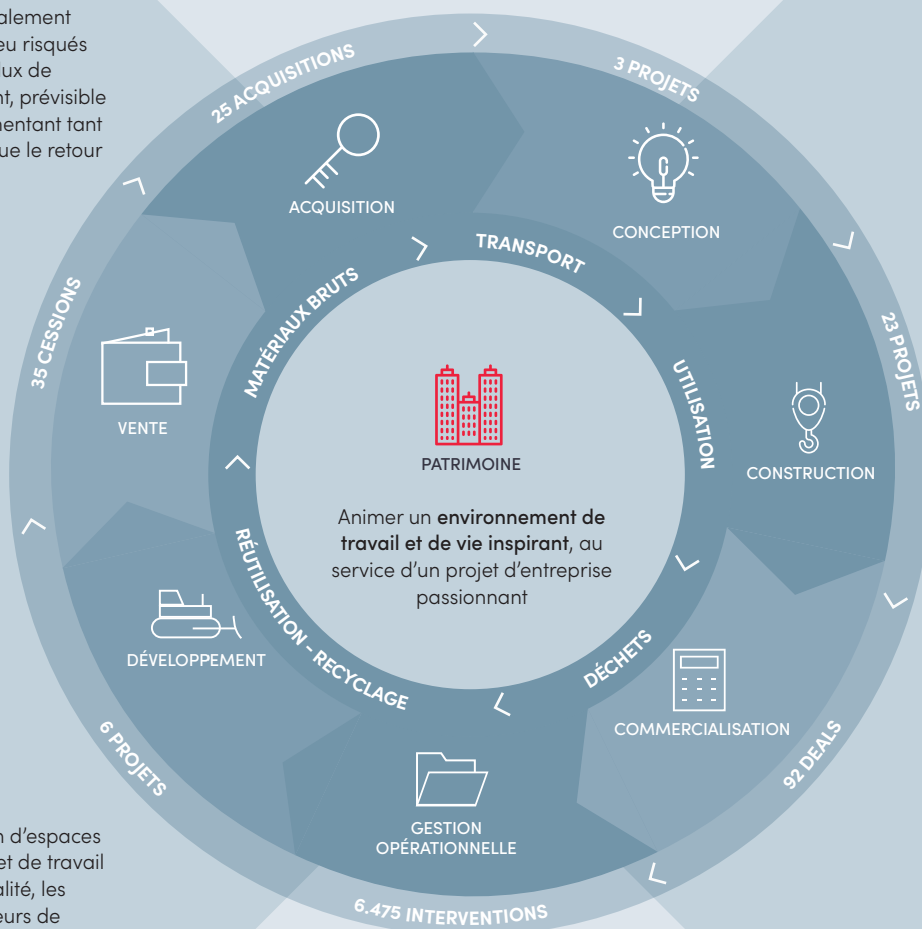 alement
eu risqués
lux de
nt, prévisible
nentant tant
ue le retour
25 ACQUISITIONS
3 PROJETS
23 PROJETS
92 DEALS
6.475 INTERVENTIONS
6 PROJETS
35 CESSIONS
ACQUISITION
CONCEPTION
CONSTRUCTION
COMMERCIALISATION
GESTION
OPÉRATIONNELLE
DÉVELOPPEMENT
VENTE
MATÉRIAUX BRUTS
TRANSPORT
UTILISATION
DÉCHETS
RÉUTILISATION - RECYCLAGE
PATRIMOINE
Animer un environnement de
travail et de vie inspirant, au
service d'un projet d'entreprise
passionnant
n d'espaces
et de travail
alité, les
eurs de